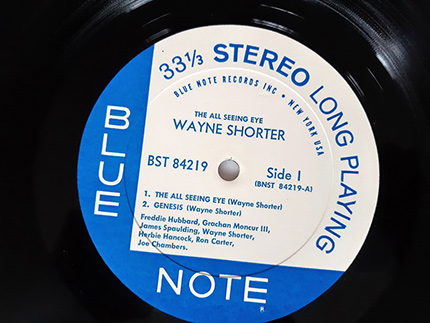 33⅓ STEREO LONG PLAYING
BLUE NOTE RECORDS INC • NEW YORK USA
THE ALL SEEING EYE
WAYNE SHORTER
BST 84219
Side 1
(BNST 84219-A)
1. THE ALL SEEING EYE (Wayne Shorter)
2. GENESIS (Wayne Shorter)
Freddie Hubbard, Grachan Moncur III,
James Spaulding, Wayne Shorter,
Herbie Hancock, Ron Carter,
Joe Chambers.
BLUE
NOTE
®